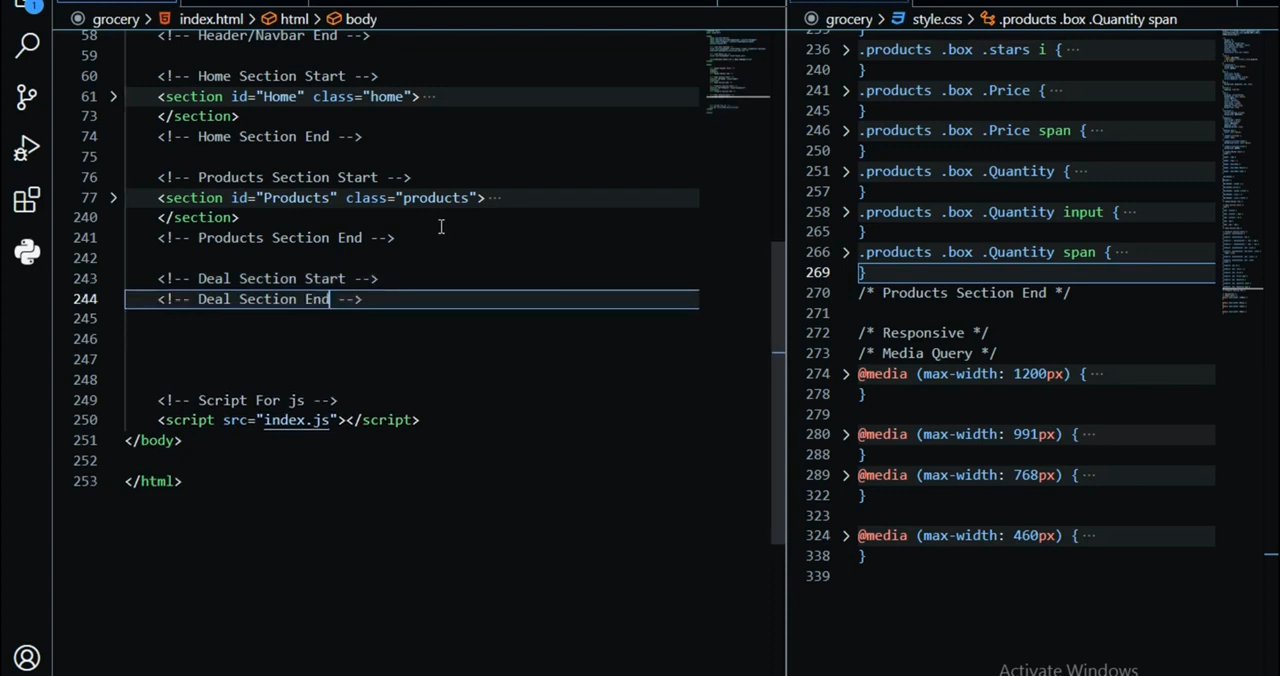 1
grocery > index.html > html > body
58 <!-- Header/Navbar End -->
59
60 <!-- Home Section Start -->
61 <section id="Home" class="home"> ···
73 </section>
74 <!-- Home Section End -->
75
76 <!-- Products Section Start -->
77 <section id="Products" class="products"> ···
240 </section>
241 <!-- Products Section End -->
242
243 <!-- Deal Section Start -->
244 <!-- Deal Section End -->
245
246
247
248
249 <!-- Script For js -->
250 <script src="index.js"></script>
251 </body>
252
253 </html>
grocery > style.css > .products .box .Quantity span
236 .products .box .stars i { ···
240 }
241 .products .box .Price { ···
245 }
246 .products .box .Price span { ···
250 }
251 .products .box .Quantity { ···
257 }
258 .products .box .Quantity input { ···
265 }
266 .products .box .Quantity span { ···
269 }
270 /* Products Section End */
271
272 /* Responsive */
273 /* Media Query */
274 @media (max-width: 1200px) { ···
278 }
279
280 @media (max-width: 991px) { ···
288 }
289 @media (max-width: 768px) { ···
322 }
323
324 @media (max-width: 460px) { ···
338 }
339
Activate Windows